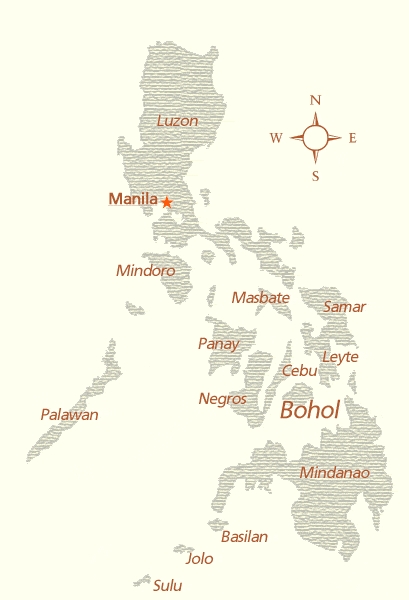 N
Luzon
W E
S
Manila
Mindoro
Masbate
Samar
Panay
Leyte
Cebu
Negros
Bohol
Palawan
Mindanao
Basilan
Jolo
Sulu